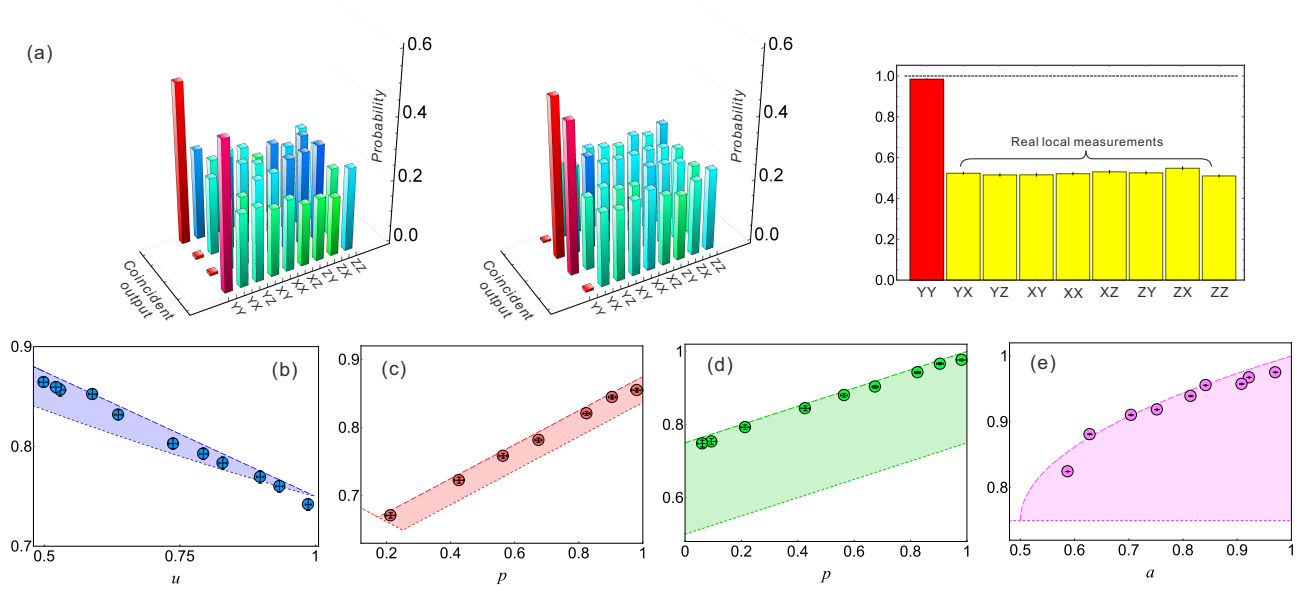 (a)
0.6
0.4
0.2
0.0
Probability
Coincident
output
YY
YX
YZ
XY
XX
XZ
ZY
ZX
ZZ
0.6
0.4
0.2
0.0
Probability
Coincident
output
YY
YX
YZ
XY
XX
XZ
ZY
ZX
ZZ
1.0
0.8
0.6
0.4
0.2
0.0
Real local measurements
YY YX YZ XY XX XZ ZY ZX ZZ
(b)
0.9
0.8
0.7
0.5 0.75 1
u
(c)
0.9
0.8
0.7
0.2 0.4 0.6 0.8 1
p
(d)
1
0.8
0.6
0 0.2 0.4 0.6 0.8 1
p
(e)
1
0.9
0.8
0.5 0.6 0.7 0.8 0.9 1
a